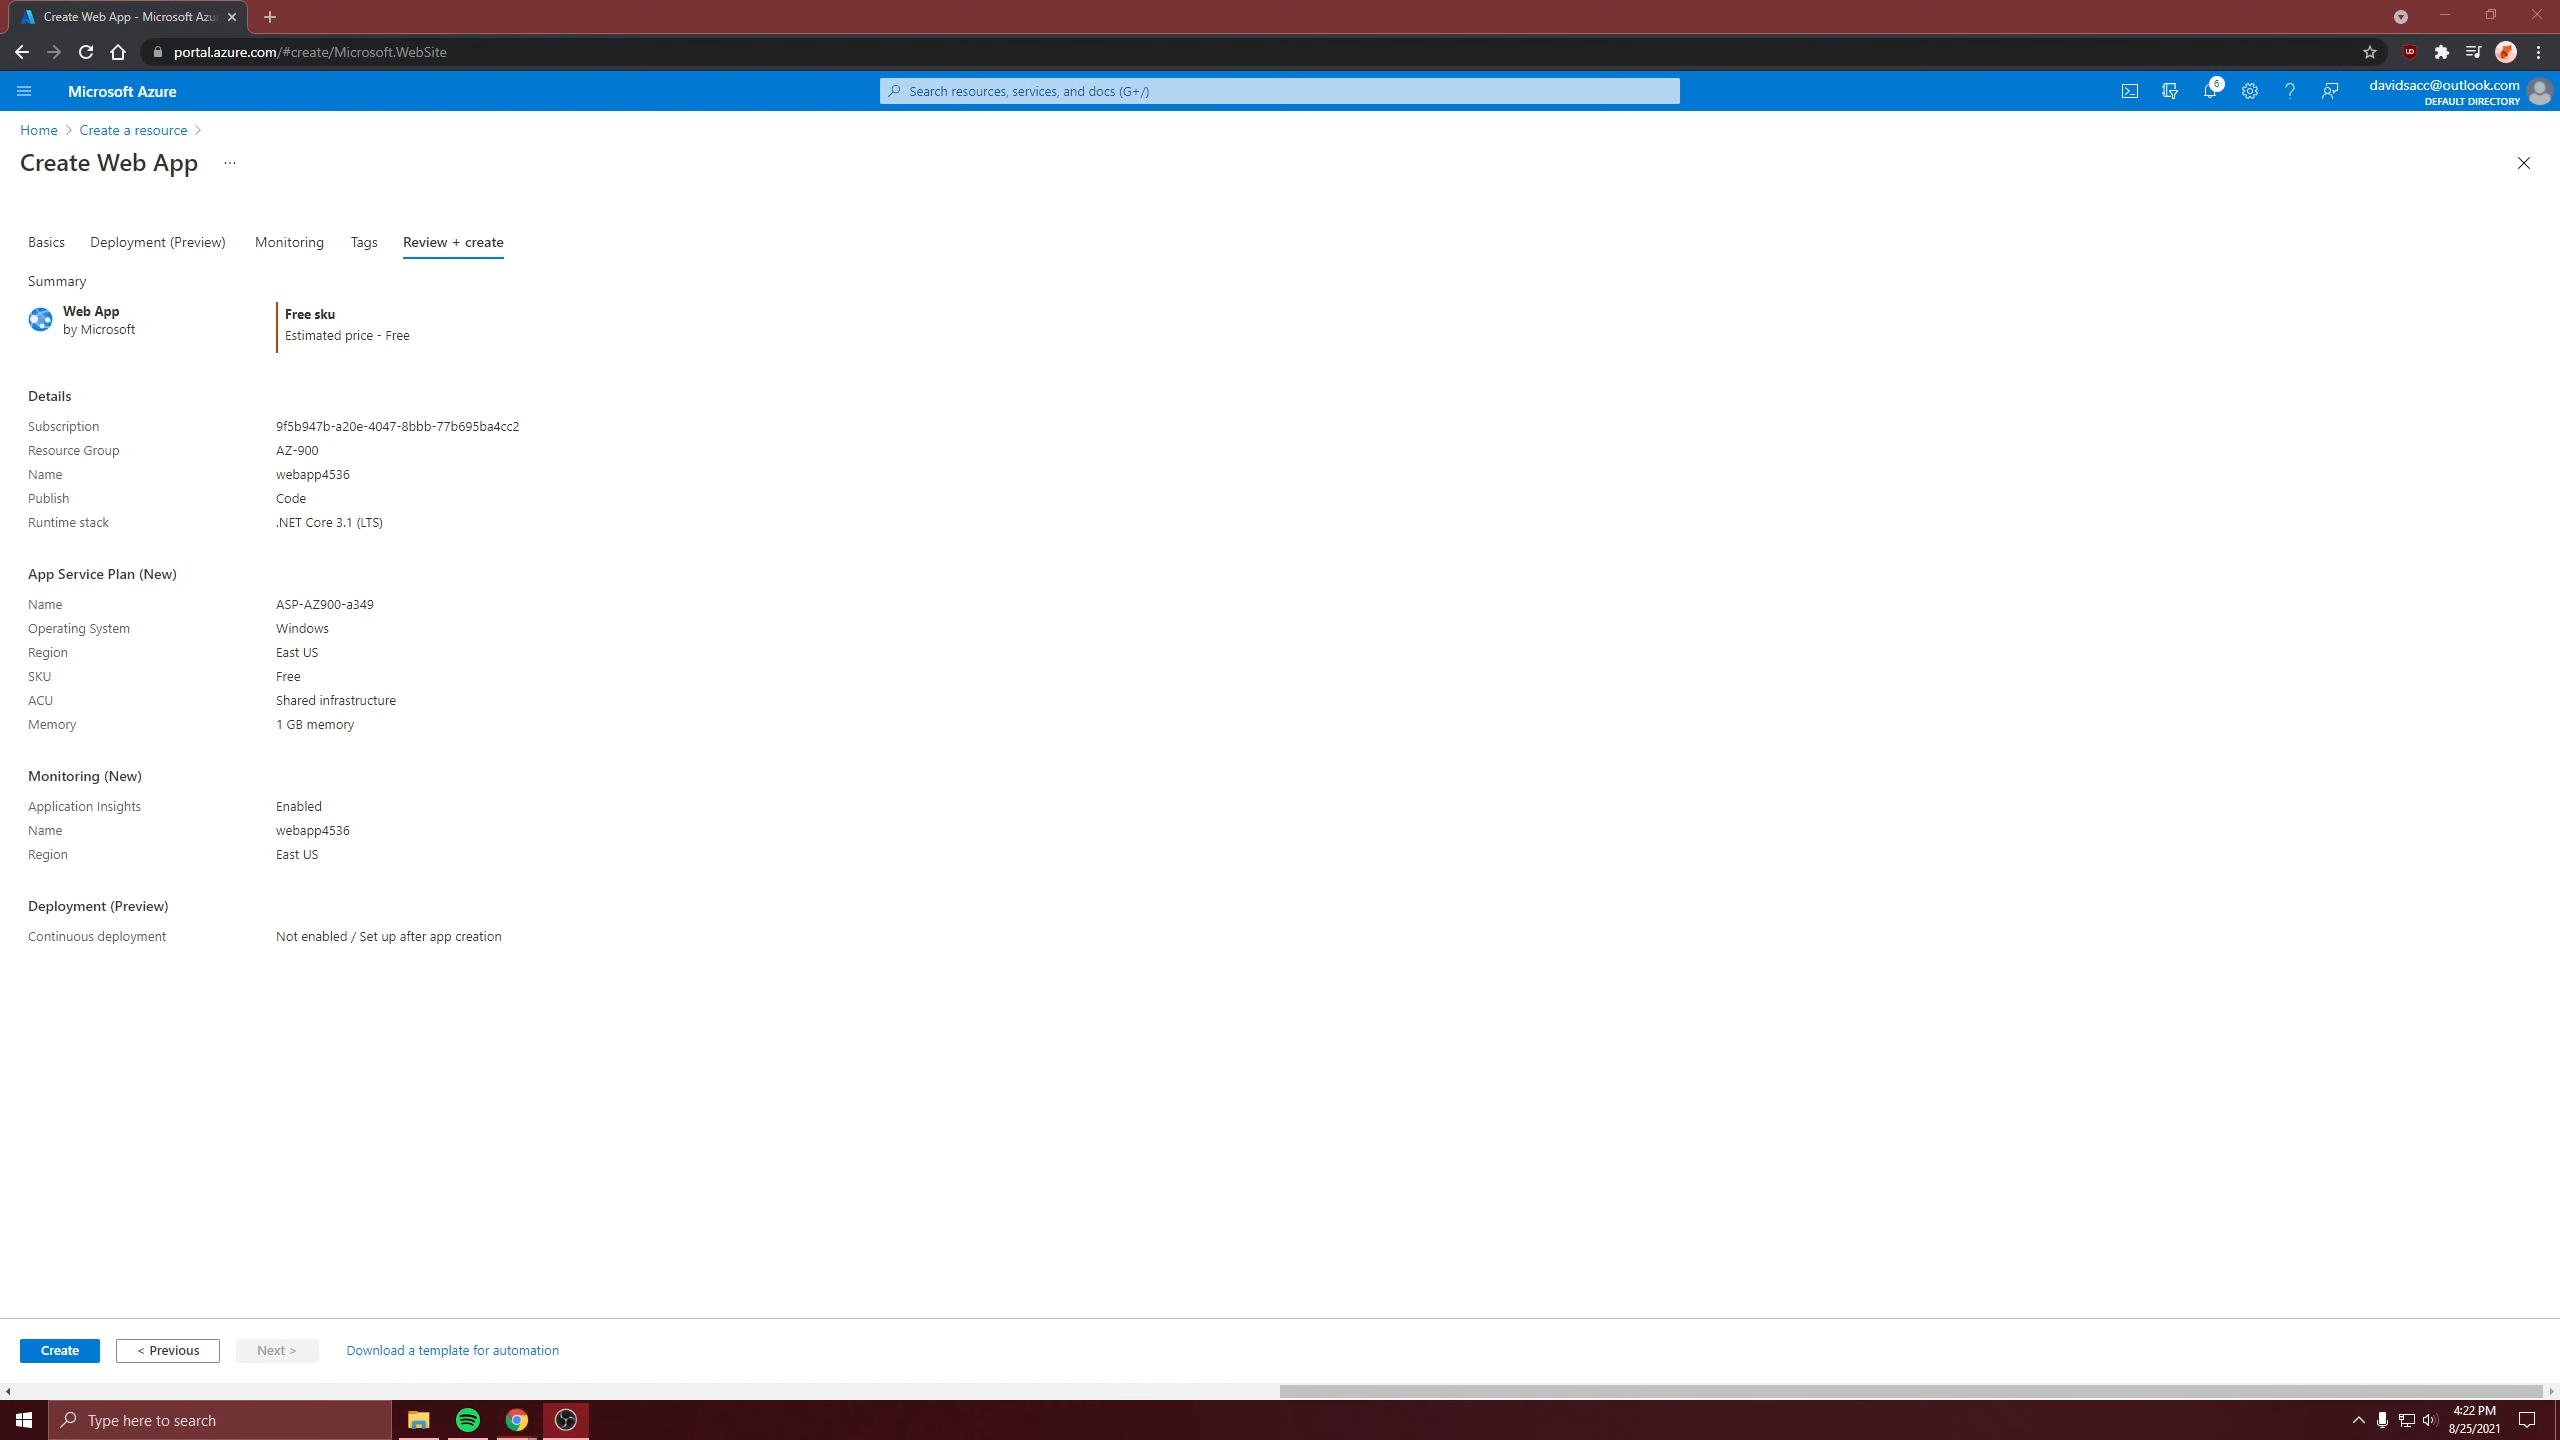 Create Web App - Microsoft Azu
portal.azure.com/#create/Microsoft.WebSite
Microsoft Azure
Search resources, services, and docs (G+/)
6
davidsacc@outlook.com
DEFAULT DIRECTORY
Home > Create a resource >
Create Web App ...
Basics Deployment (Preview) Monitoring Tags Review + create
Summary
Web App
by Microsoft
Free sku
Estimated price - Free
Details
Subscription 9f5b947b-a20e-4047-8bbb-77b695ba4cc2
Resource Group AZ-900
Name webapp4536
Publish Code
Runtime stack .NET Core 3.1 (LTS)
App Service Plan (New)
Name ASP-AZ900-a349
Operating System Windows
Region East US
SKU Free
ACU Shared infrastructure
Memory 1 GB memory
Monitoring (New)
Application Insights Enabled
Name webapp4536
Region East US
Deployment (Preview)
Continuous deployment Not enabled / Set up after app creation
Create < Previous Next > Download a template for automation
Type here to search
4:22 PM
8/25/2021